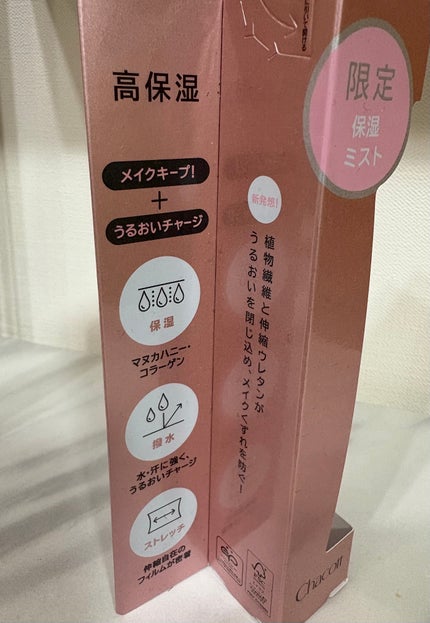 高保湿
メイクキープ!
+
うるおいチャージ
保湿
マヌカハニー・
コラーゲン
撥水
水・汗に強く、
うるおいチャージ
ストレッチ
伸縮自在の
フィルムが密着
新発想!
植物繊維と伸縮ウレタンが
うるおいを閉じ込め、メイクくずれを防ぐー
限定
保湿
ミスト
Chacott